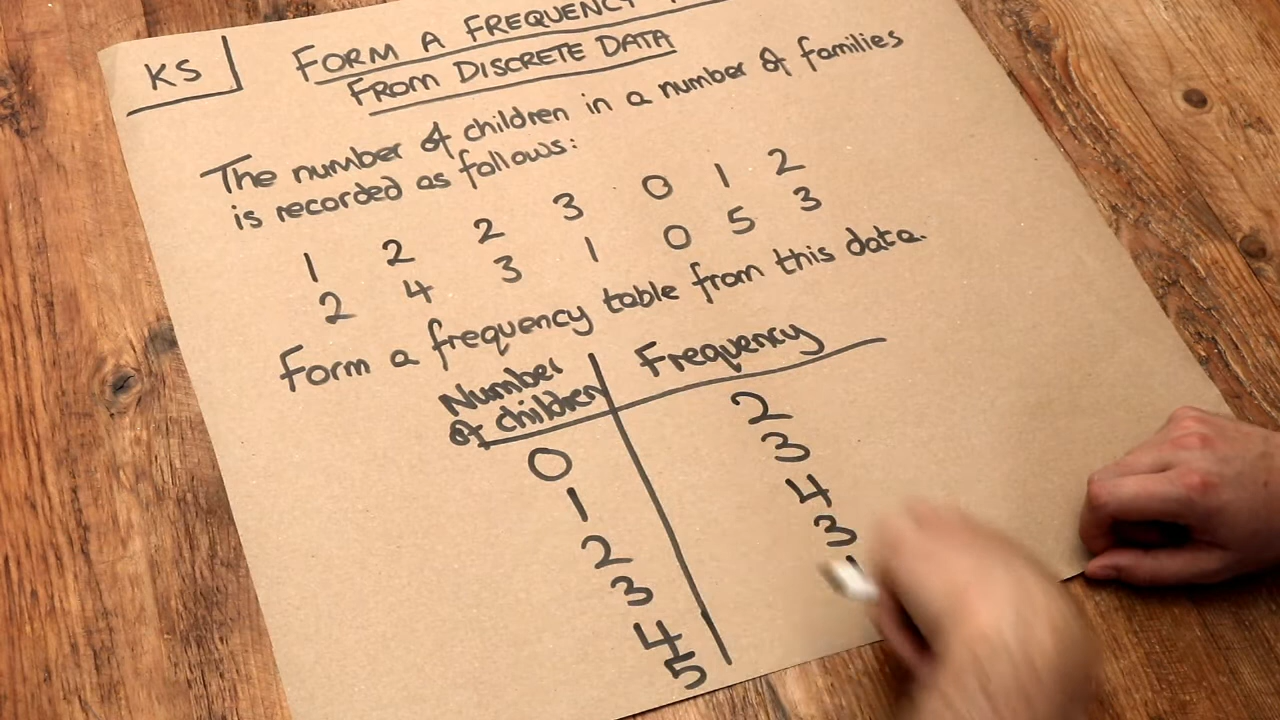 KS
FORM A FREQUENCY
FROM DISCRETE DATA
The number of children in a number of families
is recorded as follows:
1 2 2 3 0 1 2
2 4 3 1 0 5 3
Form a frequency table from this data.
Number of children Frequency
0 2
1 3
2 4
3 3
4
5